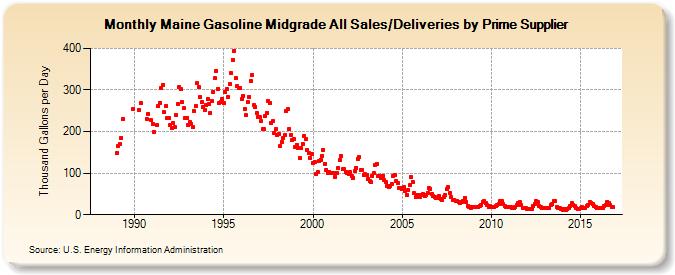 Monthly Maine Gasoline Midgrade All Sales/Deliveries by Prime Supplier
Thousand Gallons per Day
400
300
200
100
0
1990 1995 2000 2005 2010 2015
Source: U.S. Energy Information Administration